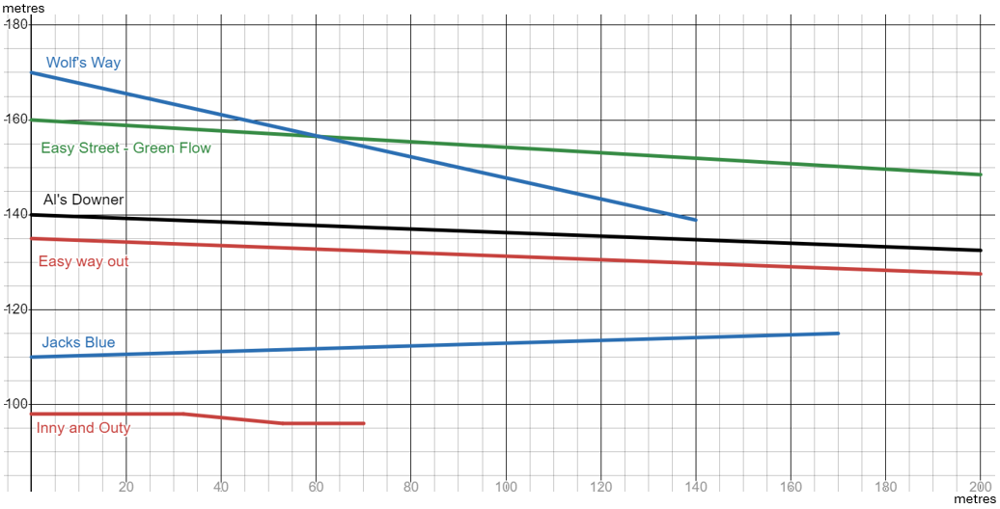 metres
180
Wolf's Way
160
Easy Street - Green Flow
Al's Downer
140
Easy way out
120
Jacks Blue
100
Inny and Outy
20 40 60 80 100 120 140 160 180 200
metres